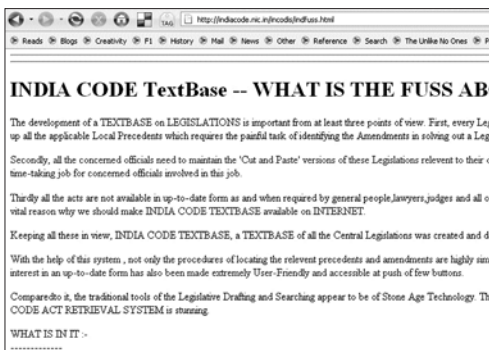 TAG http://indiacode.nic.in/incodis/indfuss.html
Reads Blogs Creativity F1 History Mail News Other Reference Search The Unlike No Ones
INDIA CODE TextBase -- WHAT IS THE FUSS
The development of a TEXTBASE on LEGISLATIONS is important from at least three points of view. First, every
up all the applicable Local Precedents which requires the painful task of identifying the Amendments in solving out a
Secondly, all the concerned officials need to maintain the 'Cut and Paste' versions of these Legislations relevent to their
time-taking job for concerned officials involved in this job.
Thirdly all the acts are not available in up-to-date form as and when required by general people,lawyers,judges and all
vital reason why we should make INDIA CODE TEXTBASE available on INTERNET.
Keeping all these in view, INDIA CODE TEXTBASE, a TEXTBASE of all the Central Legislations was created and
With the help of this system , not only the procedures of locating the relevent precedents and amendments are highly
interest in an up-to-date form has also been made extremely User-Friendly and accessible at push of few buttons.
Comparedto it, the traditional tools of the Legislative Drafting and Searching appear to be of Stone Age Technology.
CODE ACT RETRIEVAL SYSTEM is stunning.
WHAT IS IN IT :-
-------------